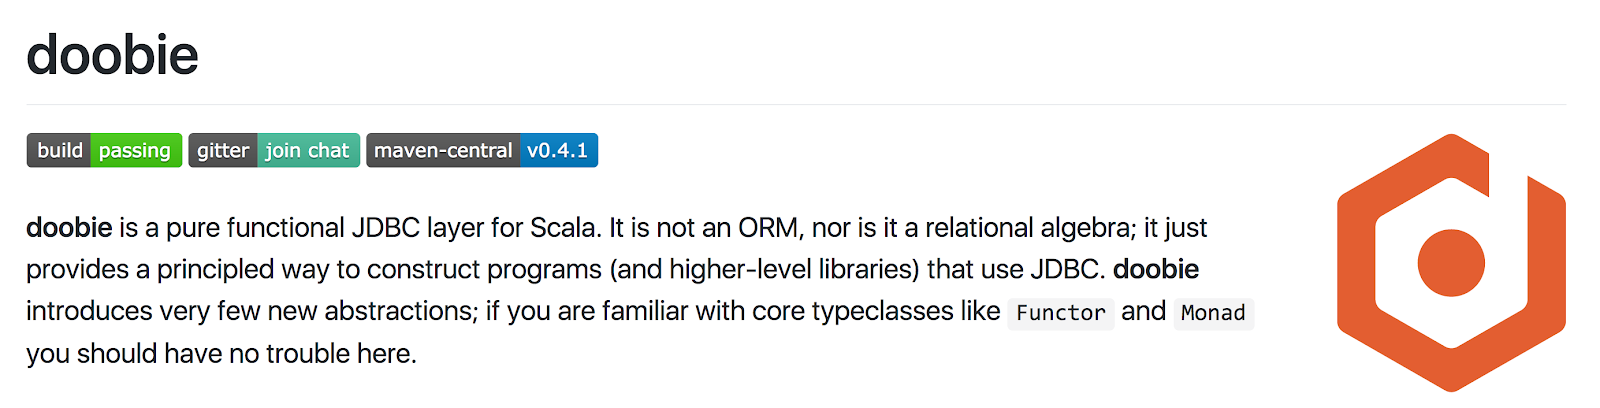 doobie
build passing gitter join chat maven-central v0.4.1
doobie is a pure functional JDBC layer for Scala. It is not an ORM, nor is it a relational algebra; it just
provides a principled way to construct programs (and higher-level libraries) that use JDBC. doobie
introduces very few new abstractions; if you are familiar with core typeclasses like Functor and Monad
you should have no trouble here.